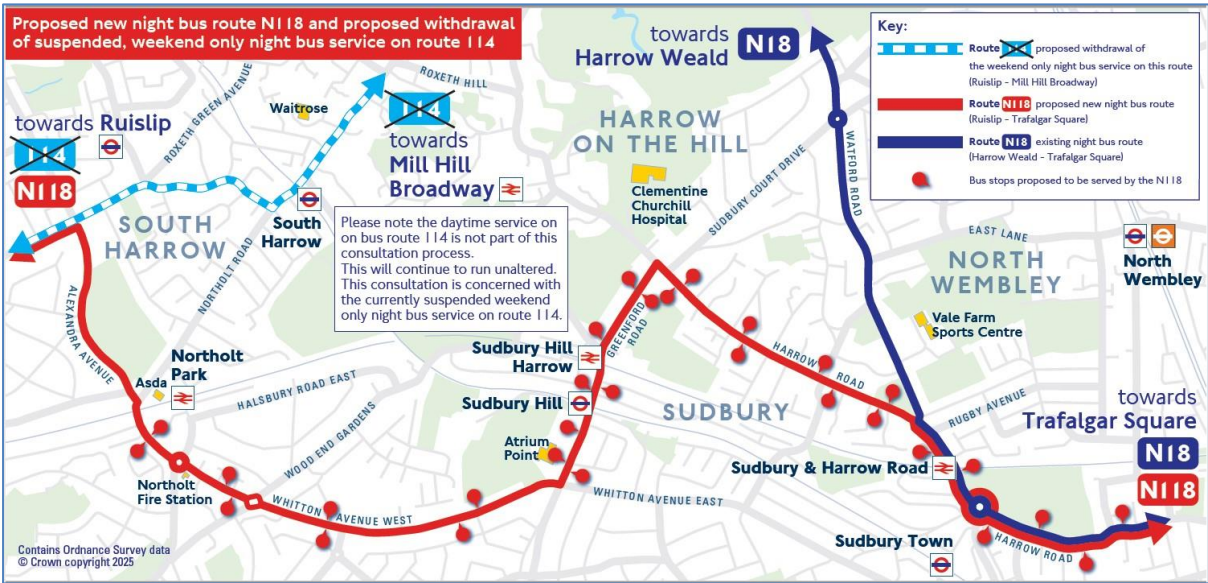 Proposed new night bus route N118 and proposed withdrawal
of suspended, weekend only night bus service on route 114
towards
Harrow Weald
N18
Key:
Route 114 proposed withdrawal of
the weekend only night bus service on this route
(Ruislip - Mill Hill Broadway)
Route N118 proposed new night bus route
(Ruislip - Trafalgar Square)
Route N18 existing night bus route
(Harrow Weald - Trafalgar Square)
Bus stops proposed to be served by the N118
ROXETH GREEN AVENUE
ROXETH HILL
Waitrose
towards Ruislip
114
N118
114
towards
Mill Hill
Broadway
HARROW
ON THE HILL
WATFORD ROAD
Clementine
Churchill
Hospital
SUDBURY COURT DRIVE
SOUTH
HARROW
South
Harrow
NORTHOLT ROAD
Please note the daytime service on
on bus route 114 is not part of this
consultation process.
This will continue to run unaltered.
This consultation is concerned with
the currently suspended weekend
only night bus service on route 114.
EAST LANE
NORTH
WEMBLEY
North
Wembley
Vale Farm
Sports Centre
ALEXANDRA AVENUE
Northolt
Park
Asda
HALSBURY ROAD EAST
WOOD END GARDENS
GREENFORD
ROAD
Sudbury Hill
Harrow
Sudbury Hill
Atrium
Point
HARROW ROAD
SUDBURY
RUGBY AVENUE
towards
Trafalgar Square
N18
N118
Sudbury & Harrow Road
Northolt
Fire Station
WHITTON AVENUE WEST
WHITTON AVENUE EAST
Sudbury Town
HARROW ROAD
Contains Ordnance Survey data
© Crown copyright 2025